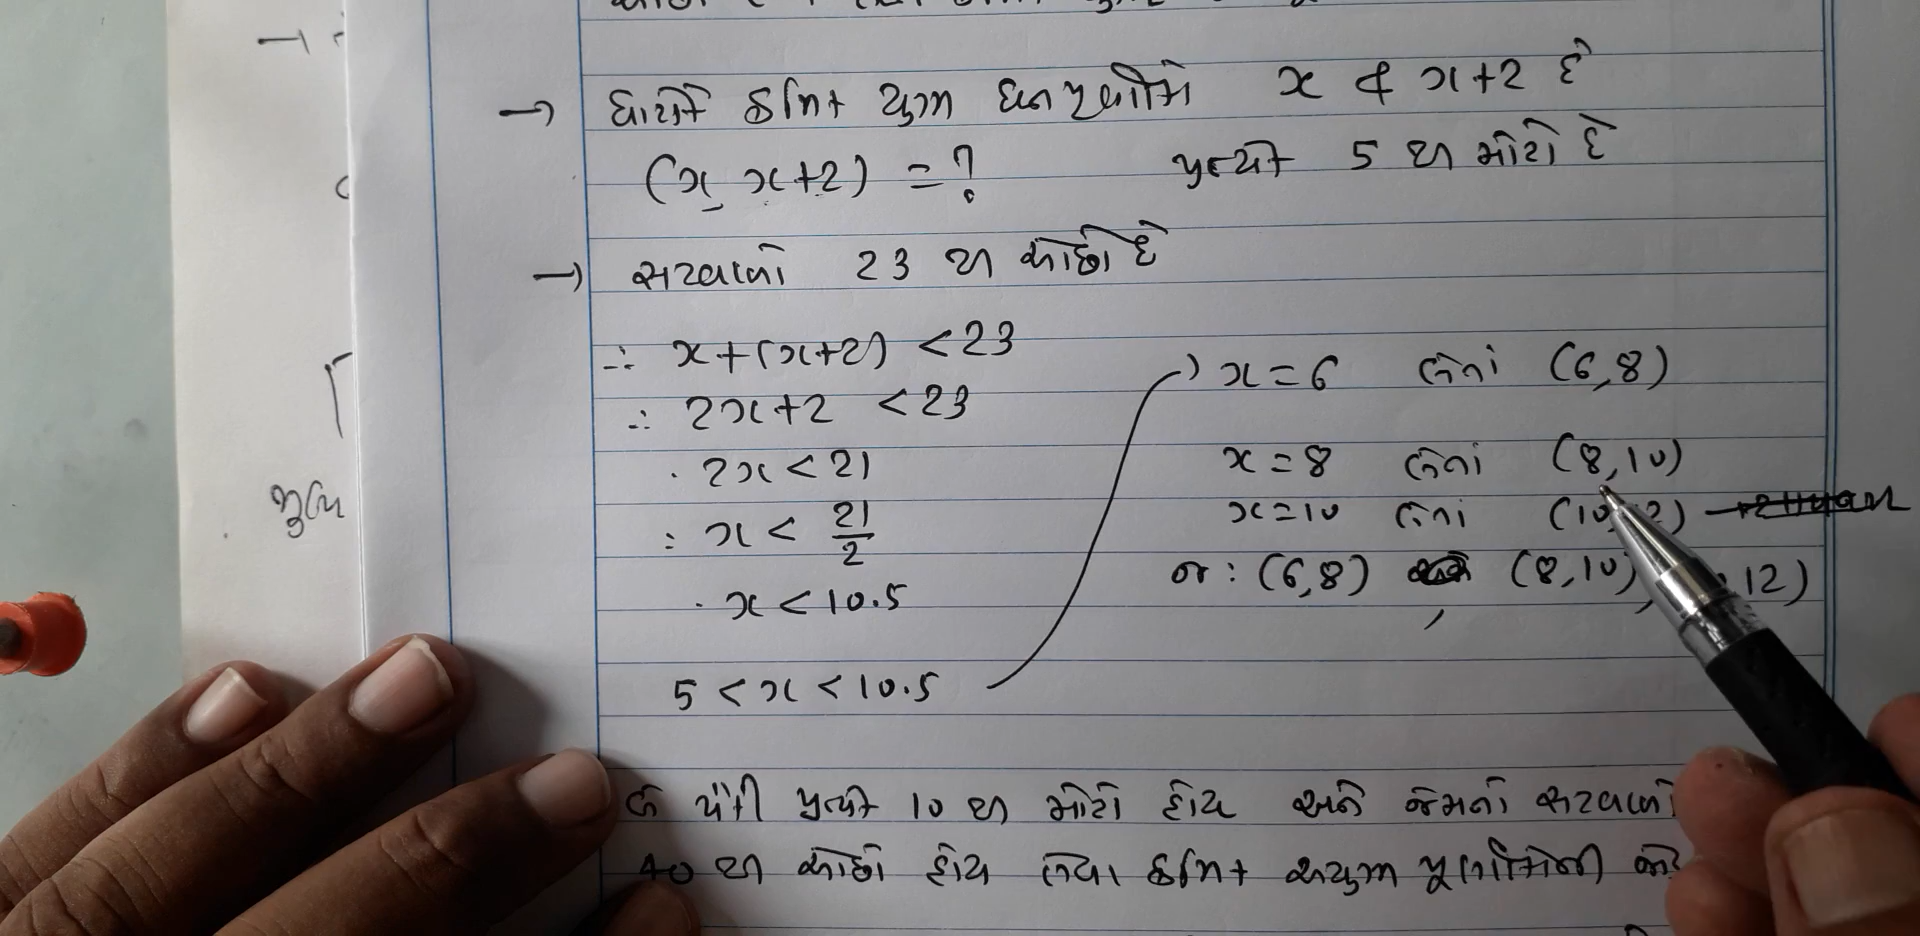 → ધારોકે ક્રમિક યુગ્મ ધન પૂર્ણાંકો x & x+2 છે
(x, x+2) = ?   પ્રત્યેક 5 થી મોટો છે
→ સરવાળો 23 થી ઓછો છે
∴ x+(x+2) < 23
∴ 2x+2 < 23
2x < 21
: x < 21/2
x < 10.5
5 < x < 10.5
x = 6 લેતાં (6,8)
x = 8 લેતાં (8,10)
x = 10 લેતાં
જ : (6,8) , (8,10), 12)
પ્રત્યેક 10 થી મોટો હોય અને જેમનો સરવાળો
40 થી ઓછો હોય તેવા ક્રમિક અયુગ્મ